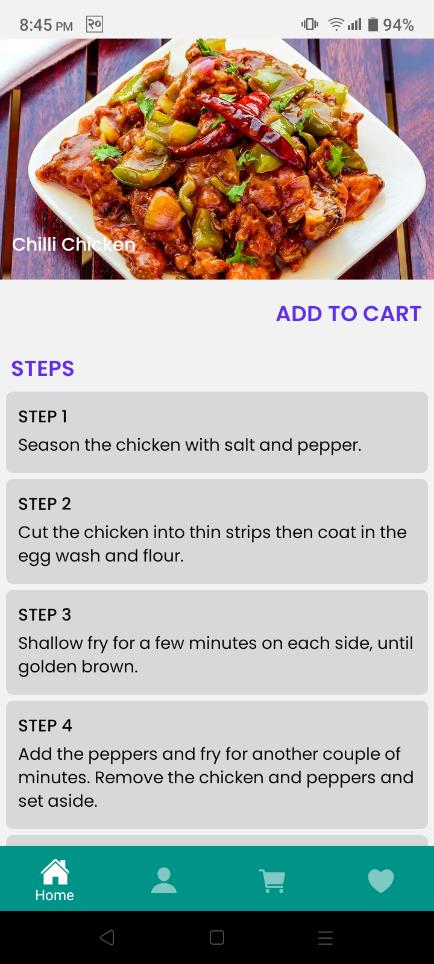 8:45 PM २० 94%
Chilli Chicken
ADD TO CART
STEPS
STEP 1
Season the chicken with salt and pepper.
STEP 2
Cut the chicken into thin strips then coat in the
egg wash and flour.
STEP 3
Shallow fry for a few minutes on each side, until
golden brown.
STEP 4
Add the peppers and fry for another couple of
minutes. Remove the chicken and peppers and
set aside.
Home